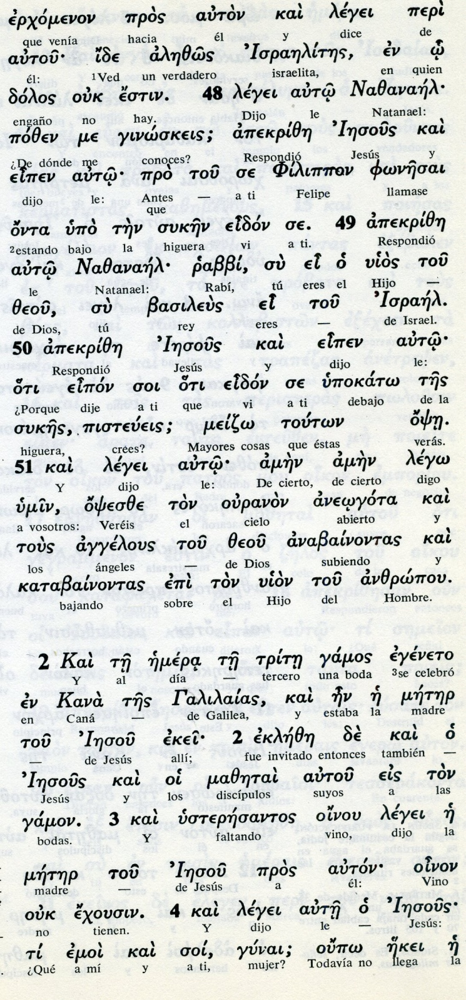 ἐρχόμενον πρὸς αὐτὸν καὶ λέγει περὶ
que venía hacia él y dice de
αὐτοῦ· ἴδε ἀληθῶς Ἰσραηλίτης, ἐν ᾧ
él: ¹Ved un verdadero israelita, en quien
δόλος οὐκ ἔστιν. 48 λέγει αὐτῷ Ναθαναήλ·
engaño no hay. Dijo le Natanael:
πόθεν με γινώσκεις; ἀπεκρίθη Ἰησοῦς καὶ
¿De dónde me conoces? Respondió Jesús y
εἶπεν αὐτῷ· πρὸ τοῦ σε Φίλιππον φωνῆσαι
dijo le: Antes — a ti Felipe llamase
que
ὄντα ὑπὸ τὴν συκῆν εἶδόν σε. 49 ἀπεκρίθη
²estando bajo la higuera vi a ti. Respondió
αὐτῷ Ναθαναήλ· ῥαββί, σὺ εἶ ὁ υἱὸς τοῦ
le Natanael: Rabí, tú eres el Hijo —
θεοῦ, σὺ βασιλεὺς εἶ τοῦ Ἰσραήλ.
de Dios, tú rey eres — de Israel.
50 ἀπεκρίθη Ἰησοῦς καὶ εἶπεν αὐτῷ·
Respondió Jesús y dijo le:
ὅτι εἶπόν σοι ὅτι εἶδόν σε ὑποκάτω τῆς
¿Porque dije a ti que vi a ti debajo de la
συκῆς, πιστεύεις; μείζω τούτων ὄψῃ.
higuera, crees? Mayores cosas que éstas verás.
51 καὶ λέγει αὐτῷ· ἀμὴν ἀμὴν λέγω
Y dijo le: De cierto, de cierto digo
ὑμῖν, ὄψεσθε τὸν οὐρανὸν ἀνεῳγότα καὶ
a vosotros: Veréis el cielo abierto y
τοὺς ἀγγέλους τοῦ θεοῦ ἀναβαίνοντας καὶ
los ángeles — de Dios subiendo y
καταβαίνοντας ἐπὶ τὸν υἱὸν τοῦ ἀνθρώπου.
bajando sobre el Hijo del Hombre.
2 Καὶ τῇ ἡμέρᾳ τῇ τρίτῃ γάμος ἐγένετο
Y al día — tercero una boda ³se celebró
ἐν Κανὰ τῆς Γαλιλαίας, καὶ ἦν ἡ μήτηρ
en Caná — de Galilea, y estaba la madre
τοῦ Ἰησοῦ ἐκεῖ· 2 ἐκλήθη δὲ καὶ ὁ
— de Jesús allí; fue invitado entonces también —
Ἰησοῦς καὶ οἱ μαθηταὶ αὐτοῦ εἰς τὸν
Jesús y los discípulos suyos a las
γάμον. 3 καὶ ὑστερήσαντος οἴνου λέγει ἡ
bodas. Y faltando vino, dijo la
μήτηρ τοῦ Ἰησοῦ πρὸς αὐτόν· οἶνον
madre — de Jesús a él: Vino
οὐκ ἔχουσιν. 4 καὶ λέγει αὐτῇ ὁ Ἰησοῦς·
no tienen. Y dijo le — Jesús:
τί ἐμοὶ καὶ σοί, γύναι; οὔπω ἥκει ἡ
¿Qué a mí y a ti, mujer? Todavía no llega la